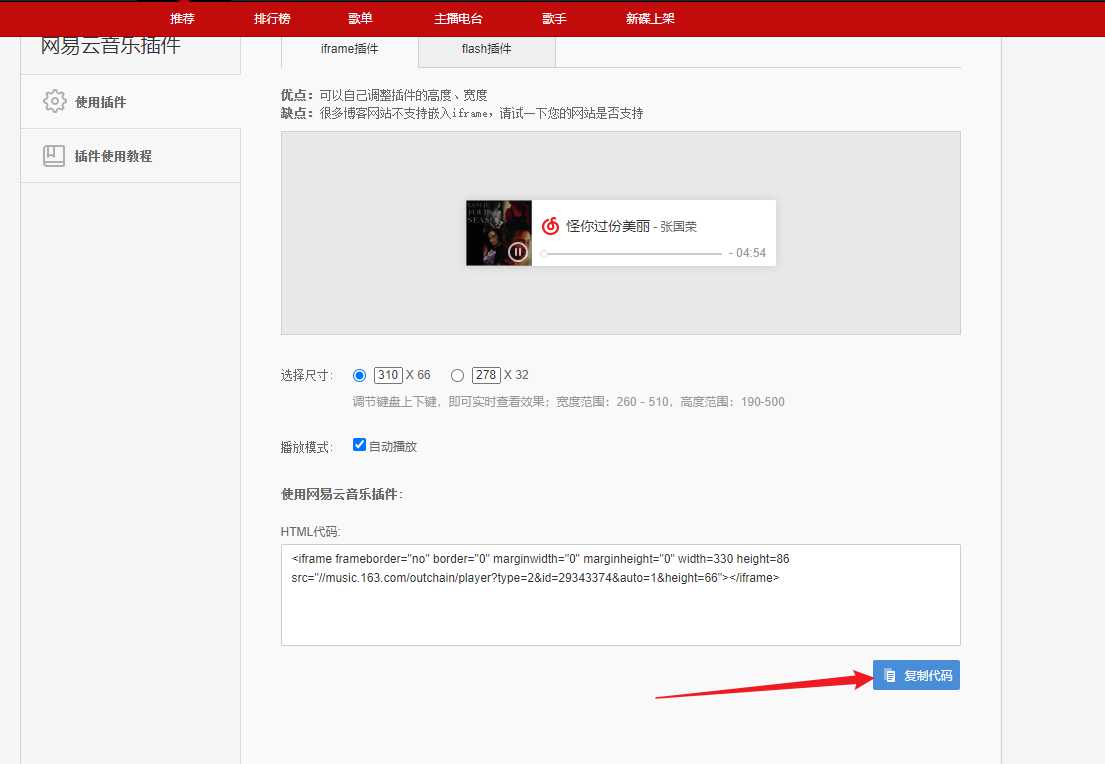 推荐 排行榜 歌单 主播电台 歌手 新碟上架
网易云音乐插件
使用插件
插件使用教程
iframe插件 flash插件
优点：可以自己调整插件的高度、宽度
缺点：很多博客网站不支持嵌入iframe，请试一下您的网站是否支持
怪你过份美丽 - 张国荣
- 04:54
选择尺寸： 310 X 66 278 X 32
调节键盘上下键，即可实时查看效果；宽度范围：260 - 510，高度范围：190-500
播放模式： 自动播放
使用网易云音乐插件：
HTML代码:
<iframe frameborder="no" border="0" marginwidth="0" marginheight="0" width=330 height=86
src="//music.163.com/outchain/player?type=2&id=29343374&auto=1&height=66"></iframe>
复制代码